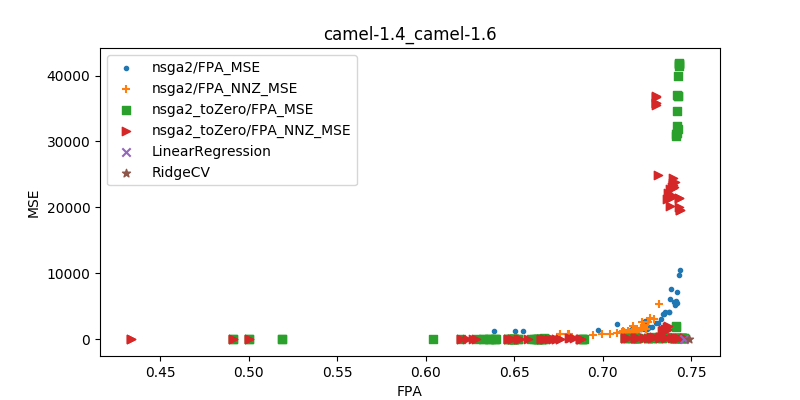 camel-1.4_camel-1.6
nsga2/FPA_MSE
nsga2/FPA_NNZ_MSE
nsga2_toZero/FPA_MSE
nsga2_toZero/FPA_NNZ_MSE
LinearRegression
RidgeCV
MSE
40000
30000
20000
10000
0
0.45 0.50 0.55 0.60 0.65 0.70 0.75
FPA